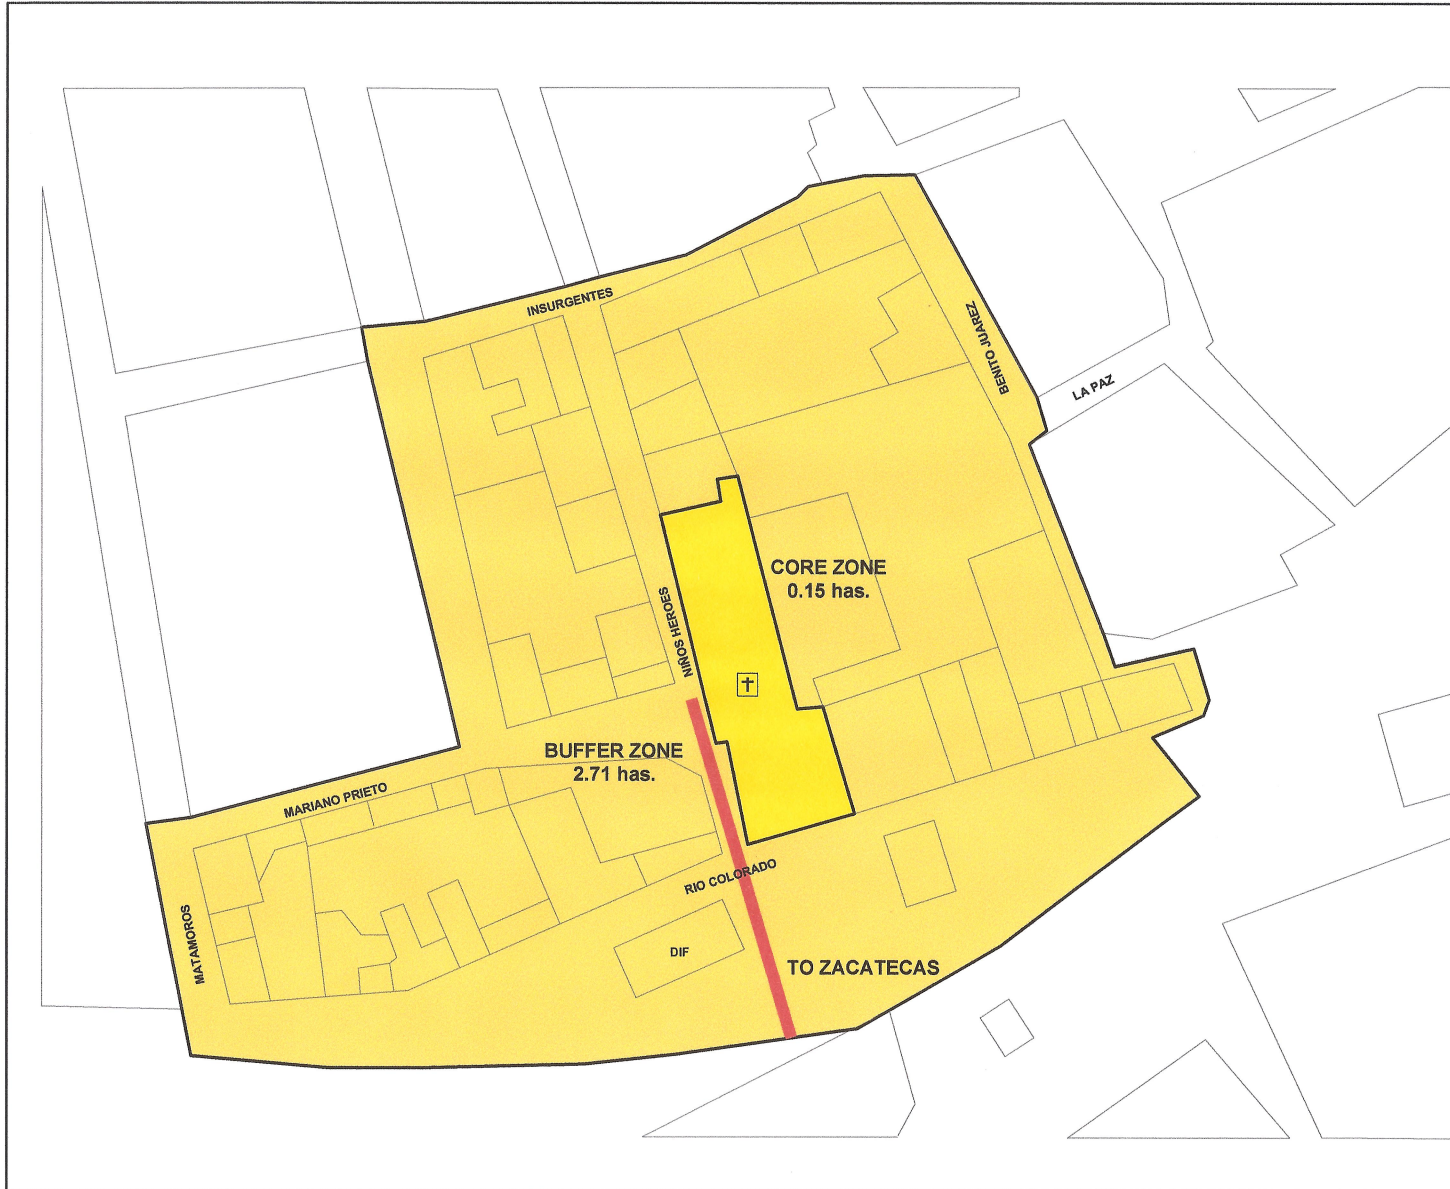 INSURGENTES
BENITO JUAREZ
LA PAZ
CORE ZONE
0.15 has.
NIÑOS HEROES
BUFFER ZONE
2.71 has.
MARIANO PRIETO
RIO COLORADO
MATAMOROS
DIF
TO ZACATECAS